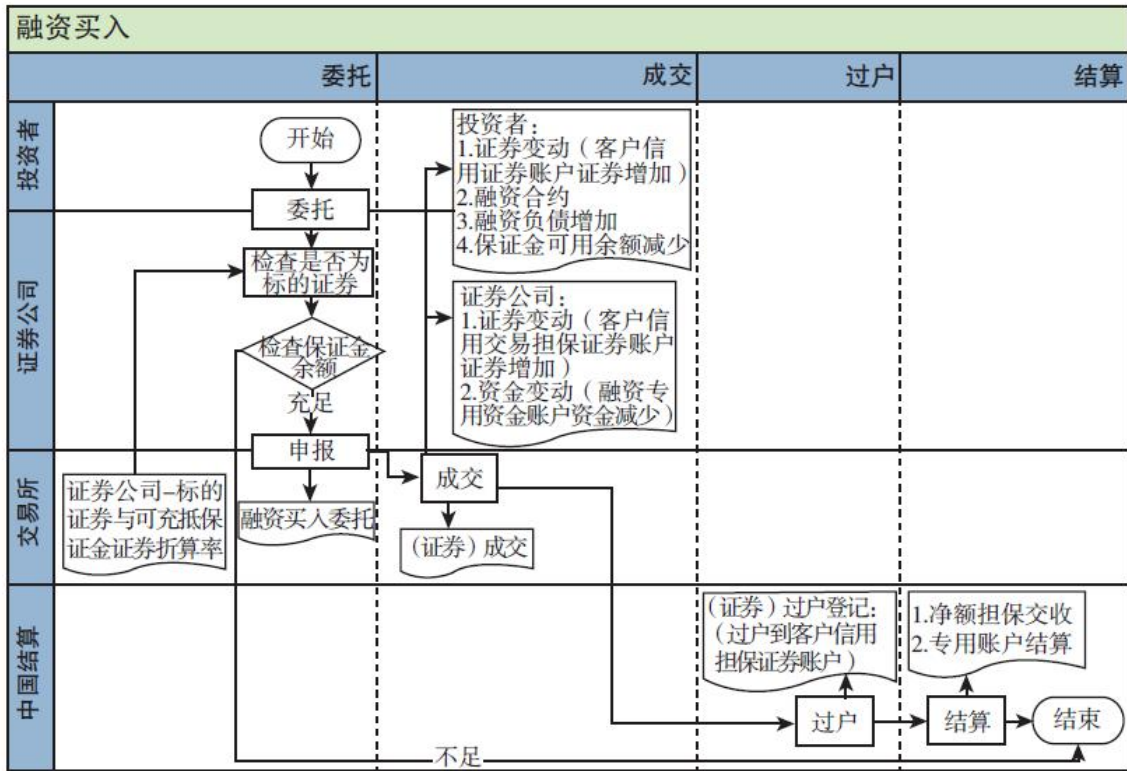 融资买入
委托
成交
过户
结算
投资者
开始
委托
投资者：
1.证券变动（客户信
用证券账户证券增加）
2.融资合约
3.融资负债增加
4.保证金可用余额减少
证券公司
检查是否为
标的证券
检查保证金
余额
充足
申报
证券公司：
1.证券变动（客户信
用交易担保证券账户
证券增加）
2.资金变动（融资专
用资金账户资金减少）
交易所
证券公司-标的
证券与可充抵保
证金证券折算率
融资买入委托
成交
（证券）成交
中国结算
（证券）过户登记：
（过户到客户信用
担保证券账户）
1.净额担保交收
2.专用账户结算
过户
结算
结束
不足